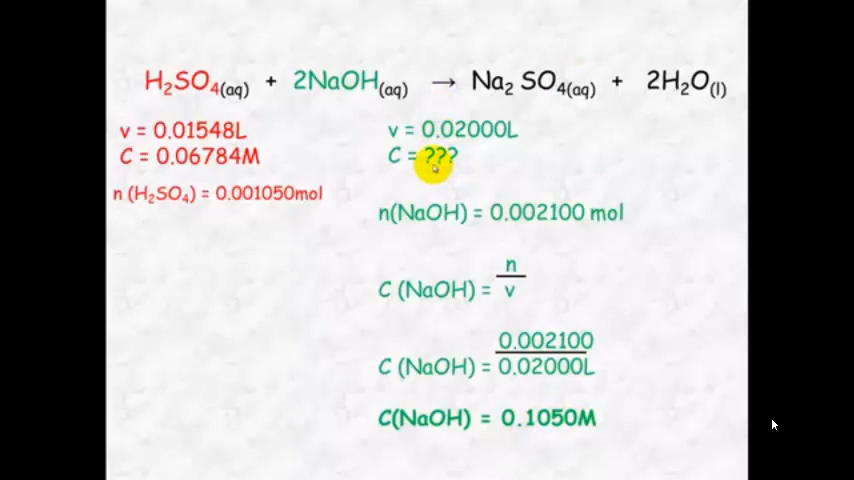 H₂SO₄(aq) + 2NaOH(aq) → Na₂ SO₄(aq) + 2H₂O(l)
v = 0.01548L
C = 0.06784M
n (H₂SO₄) = 0.001050mol
v = 0.02000L
C = ???
n(NaOH) = 0.002100 mol
C (NaOH) = n/v
C (NaOH) = 0.002100/0.02000L
C(NaOH) = 0.1050M